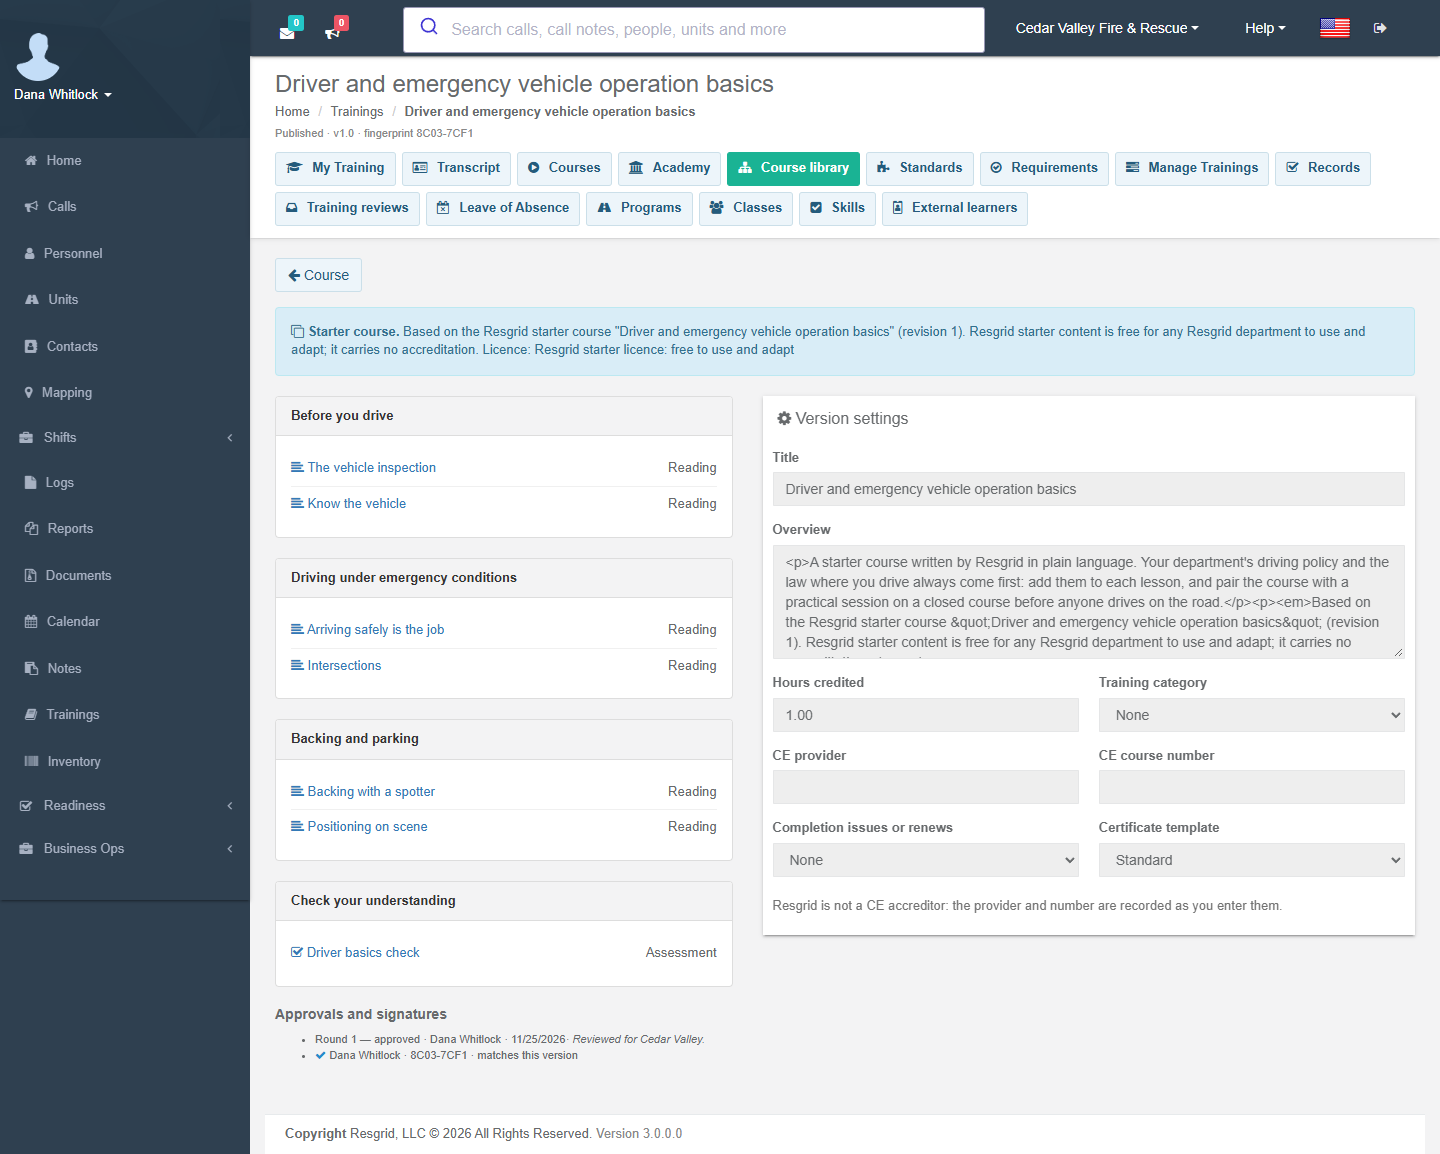 0
0
Search calls, call notes, people, units and more
Cedar Valley Fire & Rescue
Help
Dana Whitlock
Home
Calls
Personnel
Units
Contacts
Mapping
Shifts
Logs
Reports
Documents
Calendar
Notes
Trainings
Inventory
Readiness
Business Ops
Driver and emergency vehicle operation basics
Home / Trainings / Driver and emergency vehicle operation basics
Published · v1.0 · fingerprint 8C03-7CF1
My Training
Transcript
Courses
Academy
Course library
Standards
Requirements
Manage Trainings
Records
Training reviews
Leave of Absence
Programs
Classes
Skills
External learners
Course
Starter course. Based on the Resgrid starter course "Driver and emergency vehicle operation basics" (revision 1). Resgrid starter content is free for any Resgrid department to use and
adapt; it carries no accreditation. Licence: Resgrid starter licence: free to use and adapt
Before you drive
The vehicle inspection Reading
Know the vehicle Reading
Driving under emergency conditions
Arriving safely is the job Reading
Intersections Reading
Backing and parking
Backing with a spotter Reading
Positioning on scene Reading
Check your understanding
Driver basics check Assessment
Approvals and signatures
Round 1 — approved · Dana Whitlock · 11/25/2026· Reviewed for Cedar Valley.
Dana Whitlock · 8C03-7CF1 · matches this version
Version settings
Title
Driver and emergency vehicle operation basics
Overview
<p>A starter course written by Resgrid in plain language. Your department's driving policy and the
law where you drive always come first: add them to each lesson, and pair the course with a
practical session on a closed course before anyone drives on the road.</p><p><em>Based on
the Resgrid starter course &quot;Driver and emergency vehicle operation basics&quot; (revision
1). Resgrid starter content is free for any Resgrid department to use and adapt; it carries no
Hours credited
1.00
Training category
None
CE provider
CE course number
Completion issues or renews
None
Certificate template
Standard
Resgrid is not a CE accreditor: the provider and number are recorded as you enter them.
Copyright Resgrid, LLC © 2026 All Rights Reserved. Version 3.0.0.0